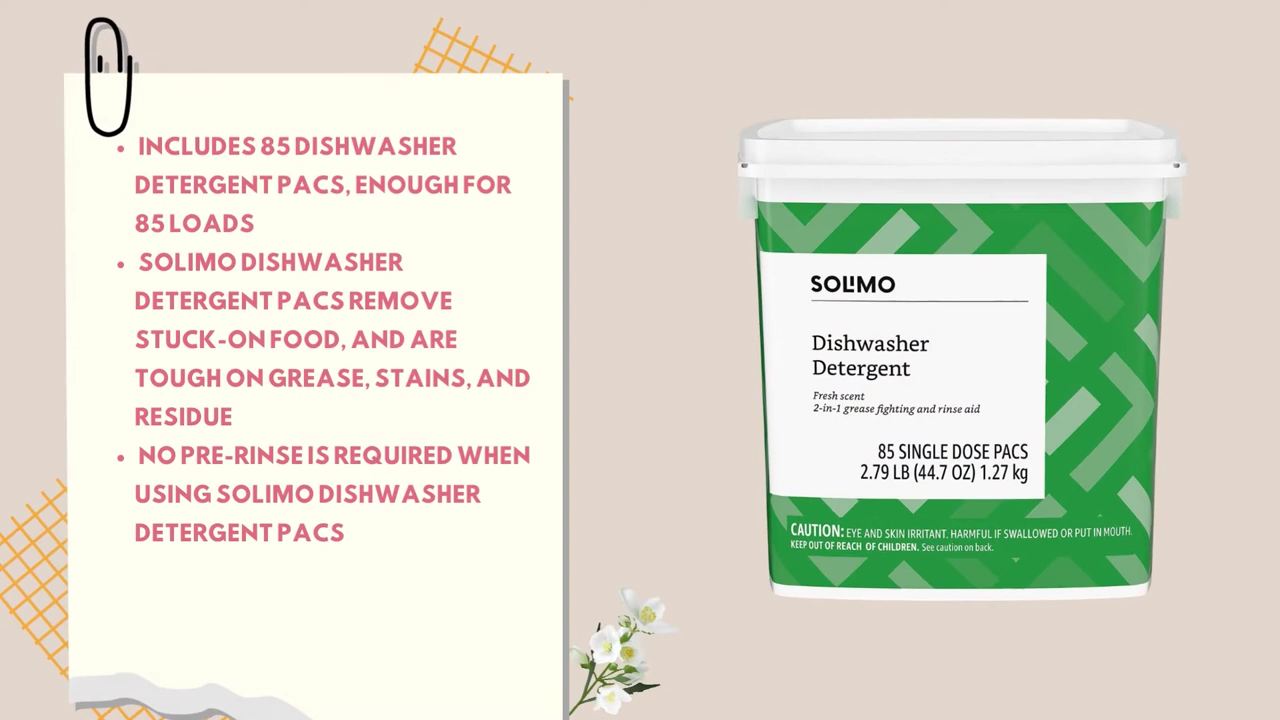 • INCLUDES 85 DISHWASHER
DETERGENT PACS, ENOUGH FOR
85 LOADS
• SOLIMO DISHWASHER
DETERGENT PACS REMOVE
STUCK-ON FOOD, AND ARE
TOUGH ON GREASE, STAINS, AND
RESIDUE
• NO PRE-RINSE IS REQUIRED WHEN
USING SOLIMO DISHWASHER
DETERGENT PACS
SOLIMO
Dishwasher
Detergent
Fresh scent
2-in-1 grease fighting and rinse aid
85 SINGLE DOSE PACS
2.79 LB (44.7 OZ) 1.27 kg
CAUTION: EYE AND SKIN IRRITANT. HARMFUL IF SWALLOWED OR PUT IN MOUTH.
KEEP OUT OF REACH OF CHILDREN. See caution on back.